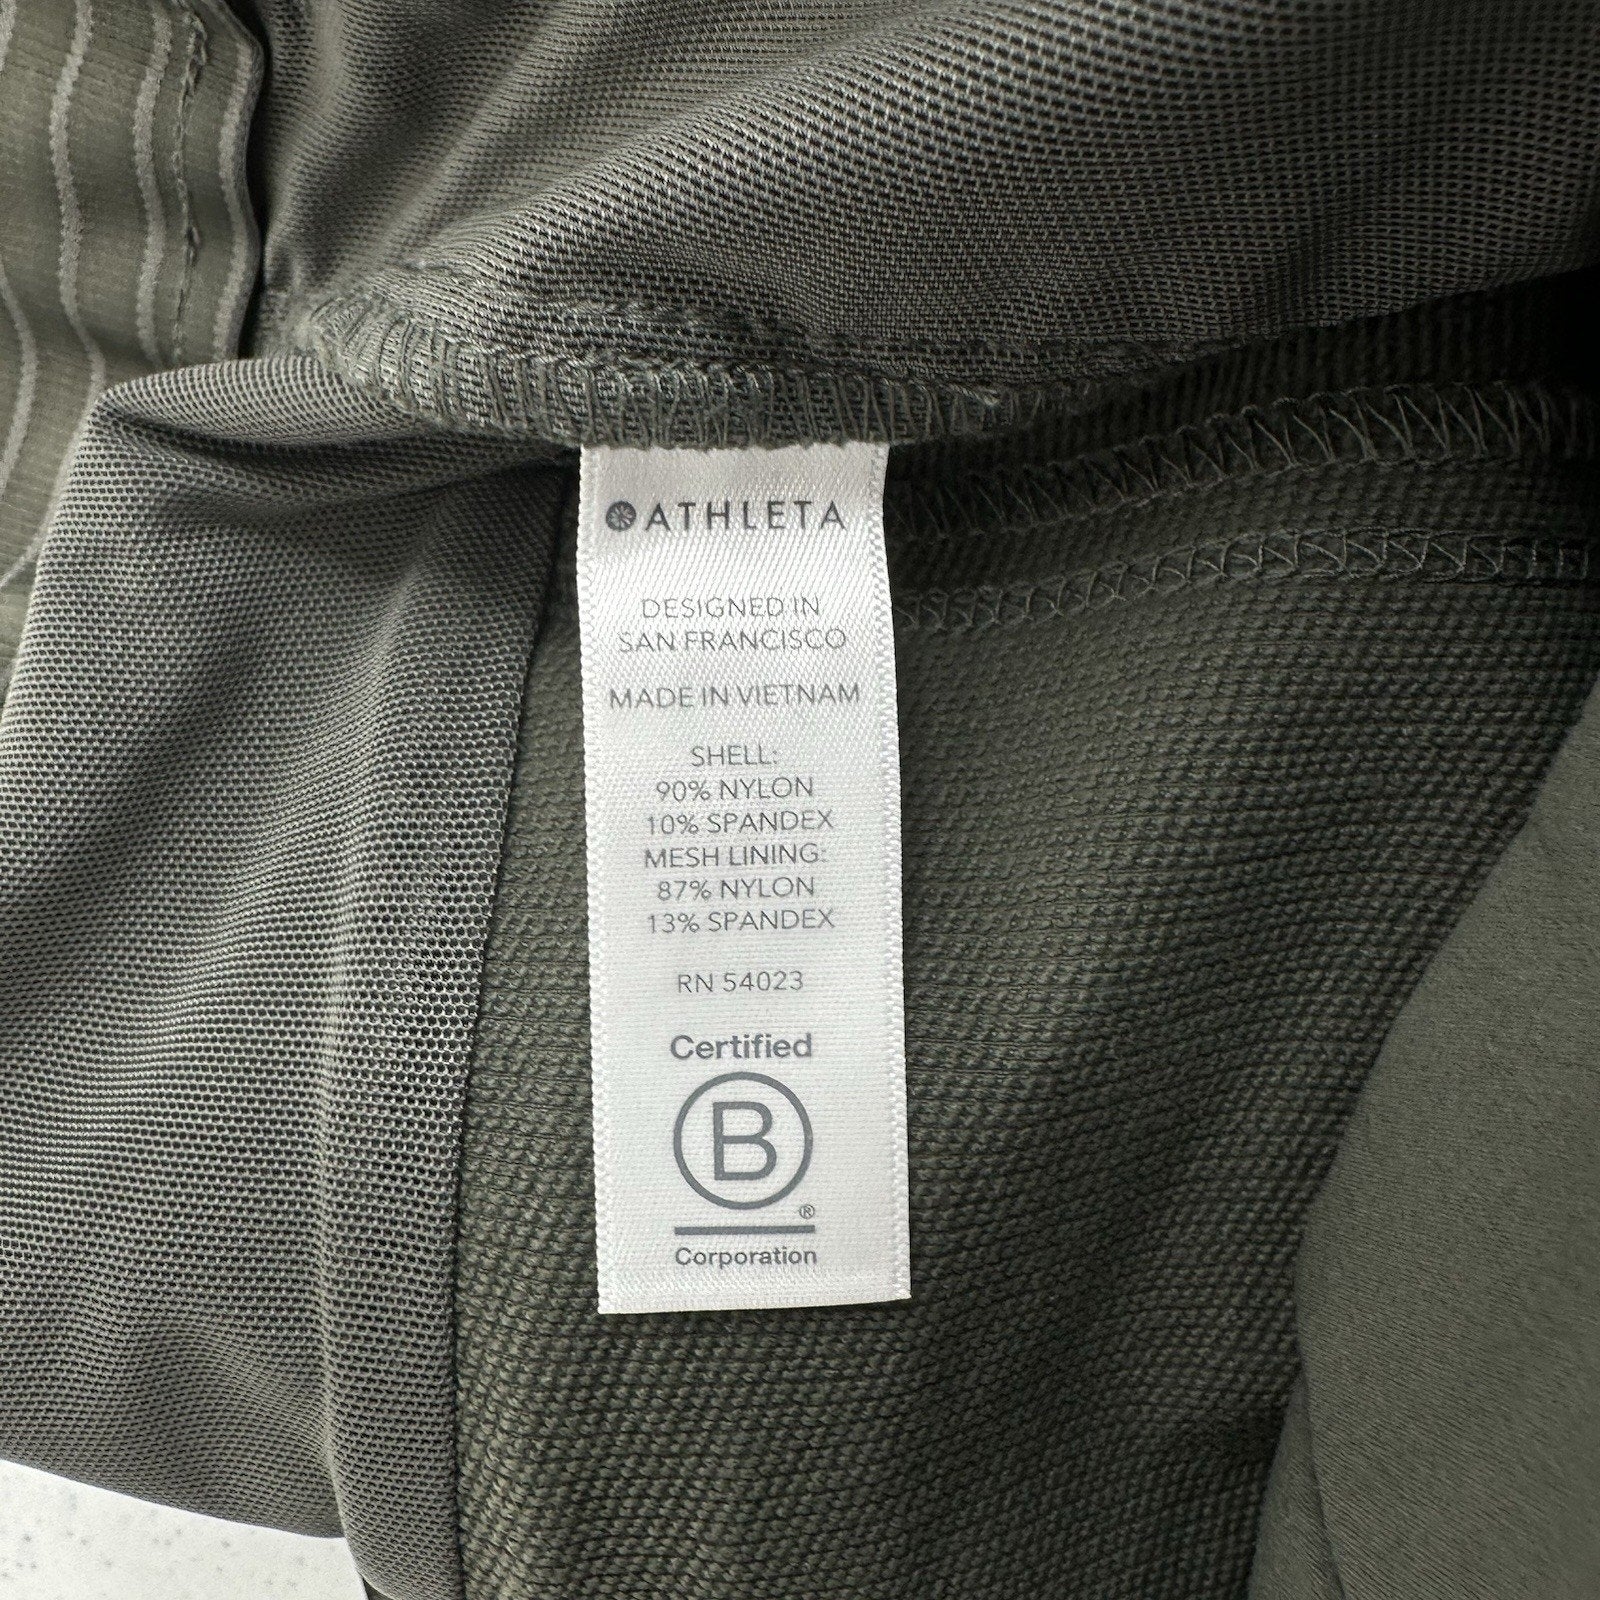 ATHLETA
DESIGNED IN
SAN FRANCISCO
MADE IN VIETNAM
SHELL:
90% NYLON
10% SPANDEX
MESH LINING:
87% NYLON
13% SPANDEX
RN 54023
Certified
B
®
Corporation